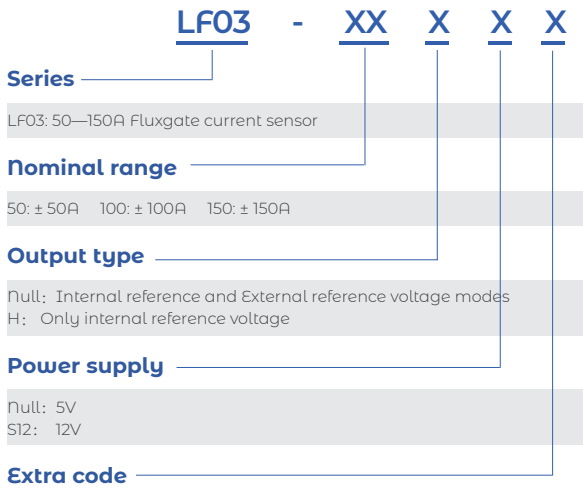 LF03 - XX X X X
Series
LF03: 50—150A Fluxgate current sensor
Nominal range
50: ± 50A 100: ± 100A 150: ± 150A
Output type
Null: Internal reference and External reference voltage modes
H: Only internal reference voltage
Power supply
Null: 5V
S12: 12V
Extra code